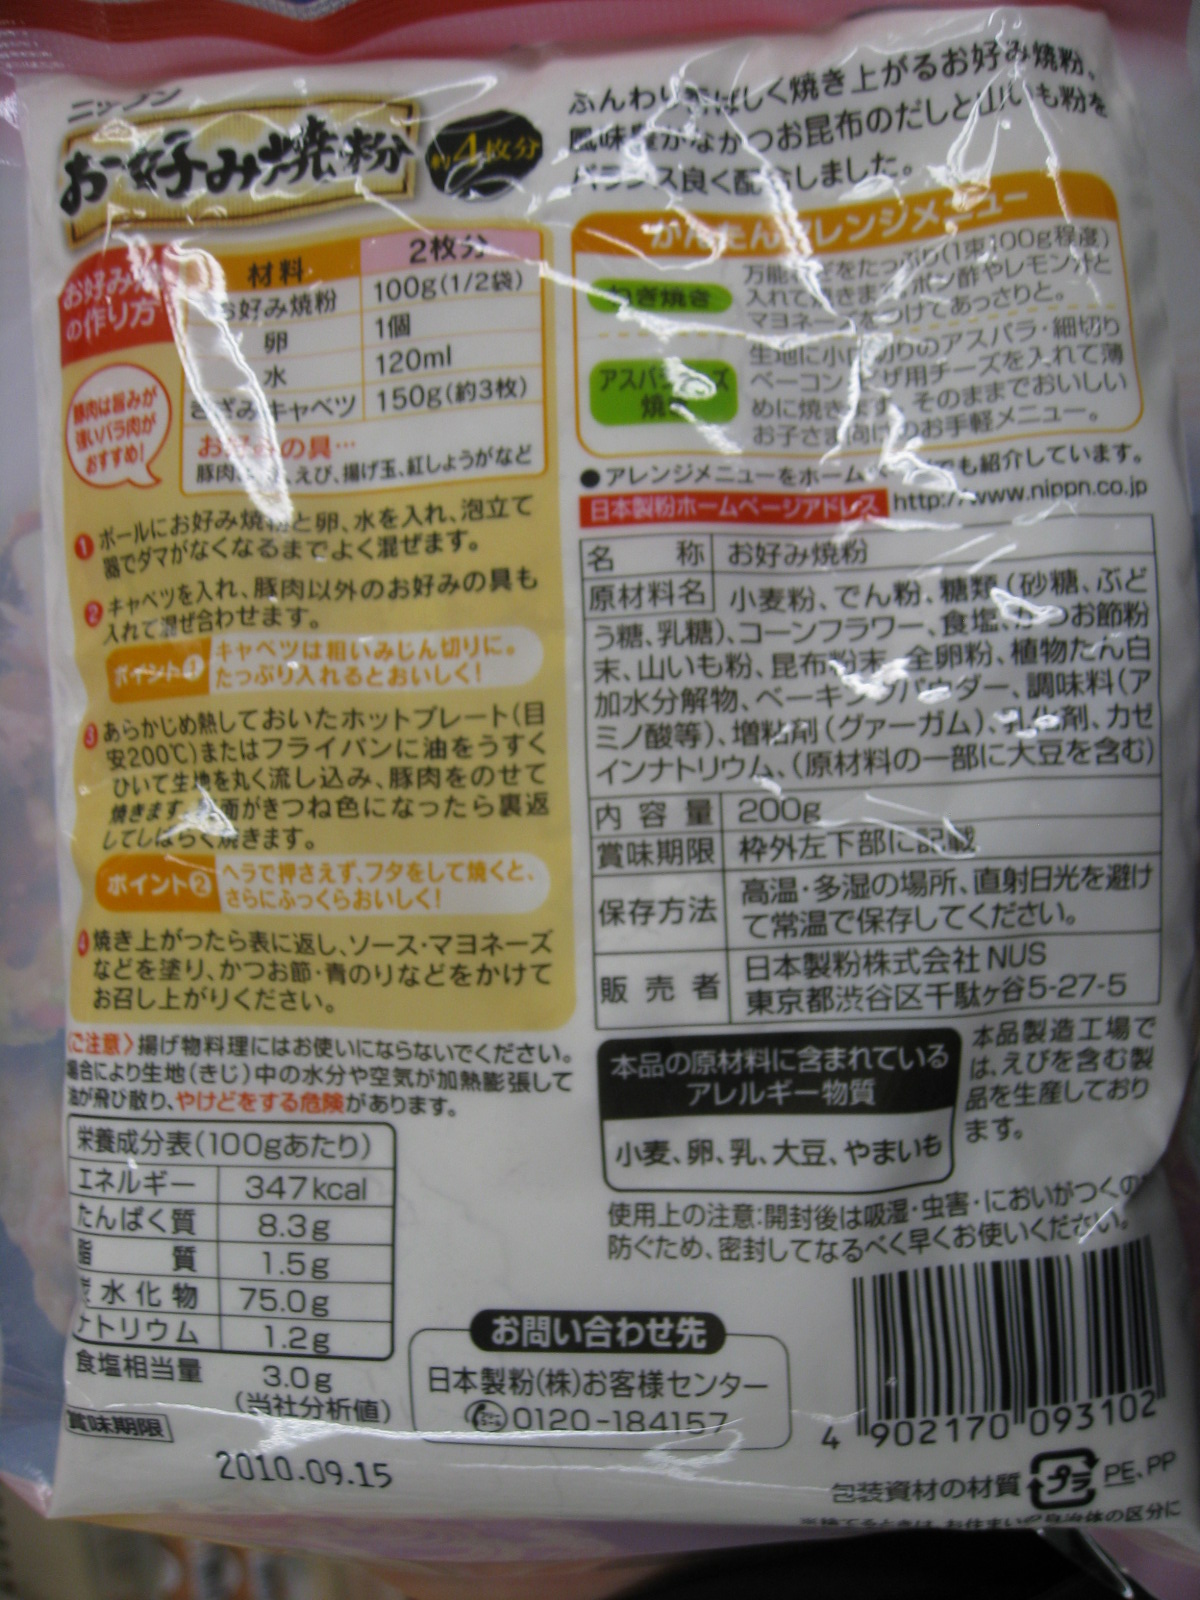 ニップン
お好み焼粉
約4枚分
ふんわり香ばしく焼き上がるお好み焼粉。
風味豊かなかつお昆布のだしと山いも粉を
バランス良く配合しました。
お好み焼
の作り方
材料 2枚分
お好み焼粉 100g(1/2袋)
卵 1個
水 120ml
きざみキャベツ 150g(約3枚)
お好みの具…
豚肉、 えび、揚げ玉、紅しょうがなど
豚肉は旨みが
強いバラ肉が
おすすめ!
❶ ボールにお好み焼粉と卵、水を入れ、泡立て
器でダマがなくなるまでよく混ぜます。
❷ キャベツを入れ、豚肉以外のお好みの具も
入れて混ぜ合わせます。
ポイント① キャベツは粗いみじん切りに。
たっぷり入れるとおいしく!
❸ あらかじめ熱しておいたホットプレート(目
安200℃)またはフライパンに油をうすく
ひいて生地を丸く流し込み、豚肉をのせて
焼きます。 面がきつね色になったら裏返
してしばらく焼きます。
ポイント② ヘラで押さえず、フタをして焼くと、
さらにふっくらおいしく!
❹ 焼き上がったら表に返し、ソース・マヨネーズ
などを塗り、かつお節・青のりなどをかけて
お召し上がりください。
〈ご注意〉揚げ物料理にはお使いにならないでください。
場合により生地(きじ)中の水分や空気が加熱膨張して
油が飛び散り、やけどをする危険があります。
栄養成分表(100gあたり)
エネルギー 347kcal
たんぱく質 8.3g
脂質 1.5g
炭水化物 75.0g
ナトリウム 1.2g
食塩相当量 3.0g
(当社分析値)
賞味期限
2010.09.15
かんたんアレンジメニュー
ねぎ焼き
万能ねぎをたっぷり(1束100g程度)
入れて焼きます。ポン酢やレモン汁と
マヨネーズをつけてあっさりと。
アスパラチーズ
焼き
生地に小口切りのアスパラ・細切り
ベーコン・ピザ用チーズを入れて薄
めに焼きます。そのままでおいしい
お子さま向けのお手軽メニュー。
●アレンジメニューをホームページでも紹介しています。
日本製粉ホームページアドレス http://www.nippn.co.jp
名称 お好み焼粉
原材料名 小麦粉、でん粉、糖類(砂糖、ぶど
う糖、乳糖)、コーンフラワー、食塩、かつお節粉
末、山いも粉、昆布粉末、全卵粉、植物たん白
加水分解物、ベーキングパウダー、調味料(ア
ミノ酸等)、増粘剤(グァーガム)、乳化剤、カゼ
インナトリウム、(原材料の一部に大豆を含む)
内容量 200g
賞味期限 枠外左下部に記載
保存方法 高温・多湿の場所、直射日光を避け
て常温で保存してください。
販売者 日本製粉株式会社 NUS
東京都渋谷区千駄ヶ谷5-27-5
本品の原材料に含まれている
アレルギー物質
小麦、卵、乳、大豆、やまいも
本品製造工場で
は、えびを含む製
品を生産しており
ます。
使用上の注意:開封後は吸湿・虫害・においがつくの
防ぐため、密封してなるべく早くお使いください。
お問い合わせ先
日本製粉(株)お客様センター
0120-184157
4 902170 093102
包装資材の材質 プラ PE、PP
※捨てるときは、お住まいの自治体の区分に